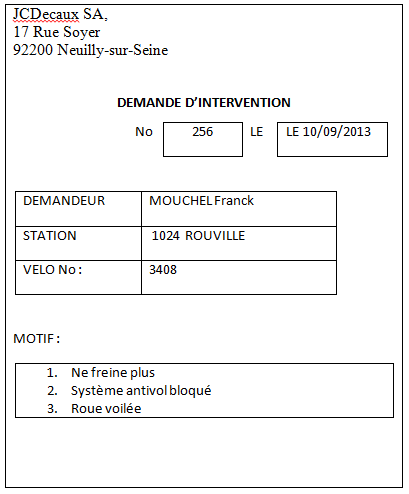 JCDecaux SA,
17 Rue Soyer
92200 Neuilly-sur-Seine
DEMANDE D’INTERVENTION
No 256 LE LE 10/09/2013
DEMANDEUR MOUCHEL Franck
STATION 1024 ROUVILLE
VELO No : 3408
MOTIF :
1. Ne freine plus
2. Système antivol bloqué
3. Roue voilée